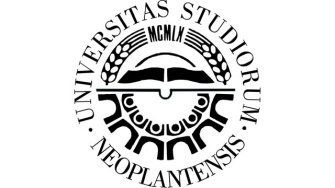 UNIVERSITAS STUDIORUM
MCMLX
· NEOPLANTENSIS ·